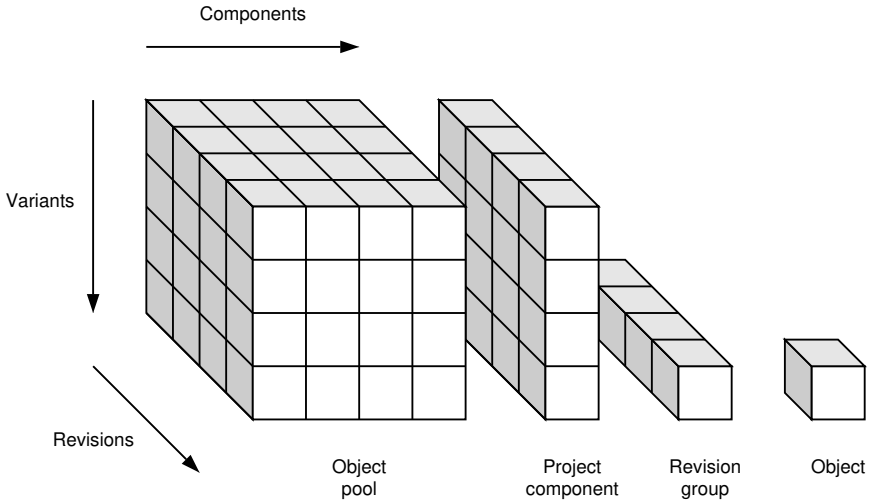 Components
Variants
Revisions
Object
pool
Project
component
Revision
group
Object